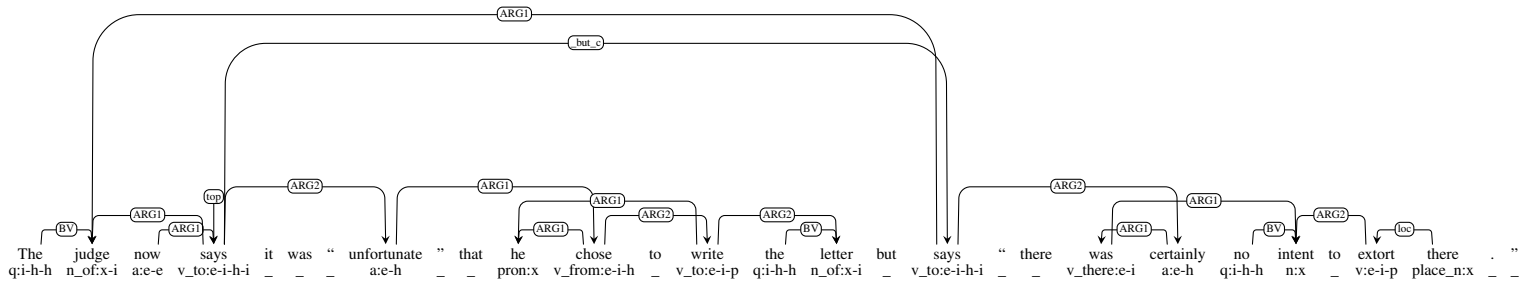 ARG1
_but_c
top
ARG2 ARG1 ARG1 ARG2 ARG1
BV ARG1 ARG1 ARG1 ARG2 ARG2 BV ARG1 BV ARG2 loc
The judge now says it was “ unfortunate ” that he chose to write the letter but says “ there was certainly no intent to extort there . ”
q:i-h-h n_of:x-i a:e-e v_to:e-i-h-i _ _ _ a:e-h _ _ pron:x v_from:e-i-h _ v_to:e-i-p q:i-h-h n_of:x-i _ v_to:e-i-h-i _ _ v_there:e-i a:e-h q:i-h-h n:x _ v:e-i-p place_n:x _ _